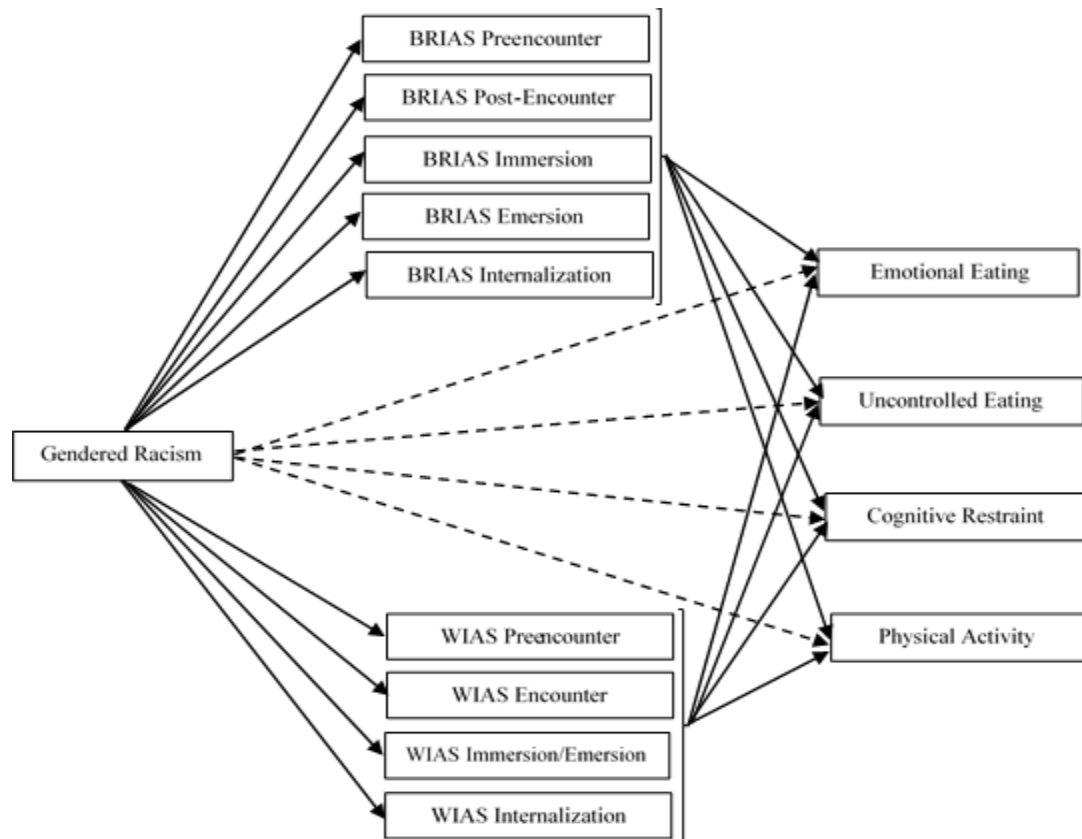 BRIAS Preencounter
BRIAS Post-Encounter
BRIAS Immersion
BRIAS Emersion
BRIAS Internalization
Emotional Eating
Uncontrolled Eating
Gendered Racism
Cognitive Restraint
Physical Activity
WIAS Preencounter
WIAS Encounter
WIAS Immersion/Emersion
WIAS Internalization